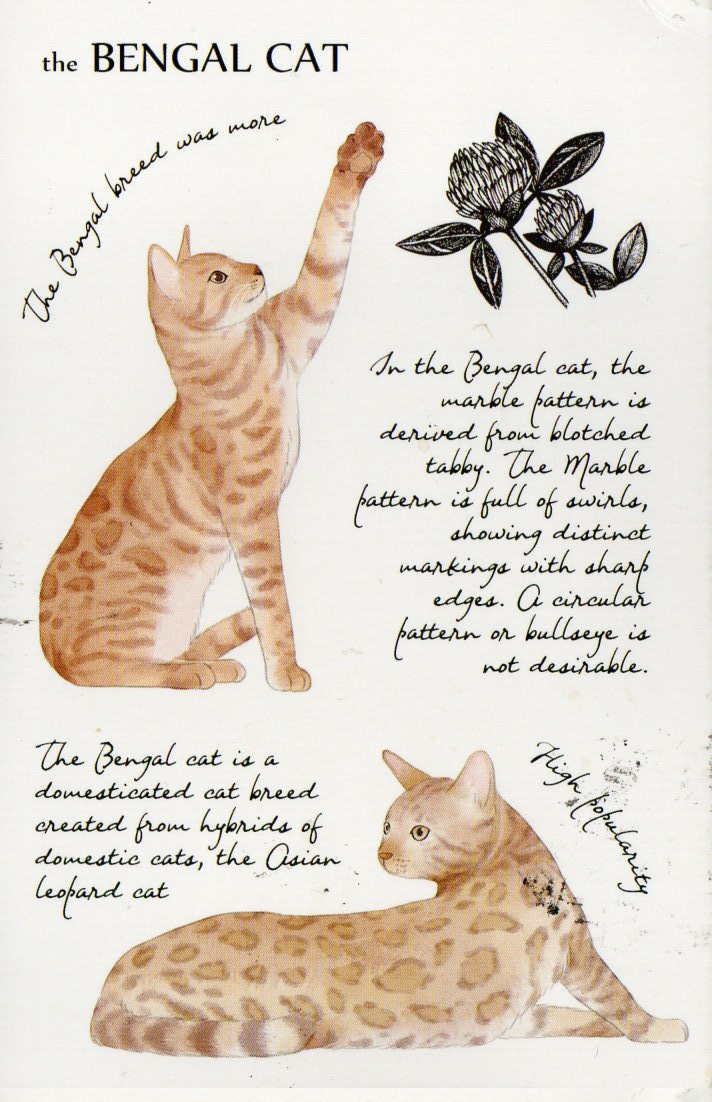 the BENGAL CAT
The Bengal breed was more
In the Bengal cat, the
marble pattern is
derived from blotched
tabby. The Marble
pattern is full of swirls,
showing distinct
markings with sharp
edges. A circular
pattern or bullseye is
not desirable.
The Bengal cat is a
domesticated cat breed
created from hybrids of
domestic cats, the Asian
leopard cat
High popularity